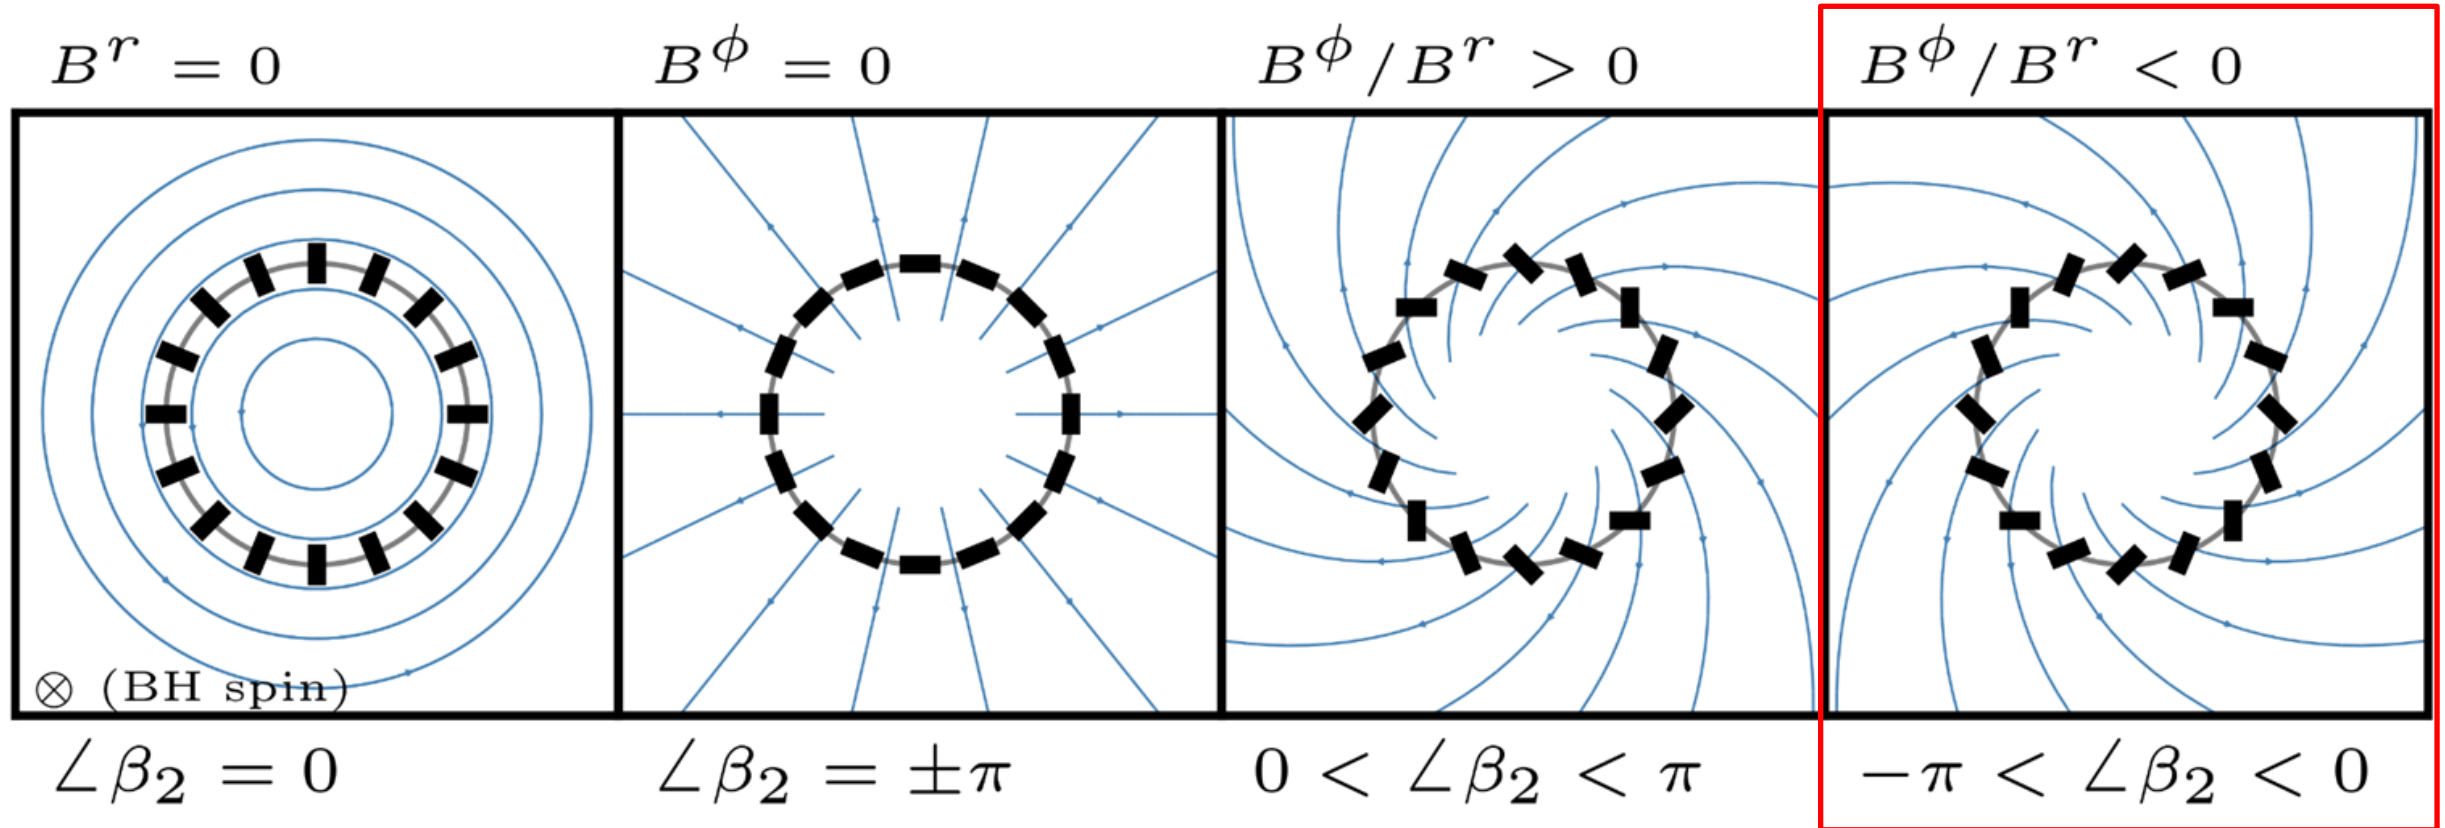 B^r = 0
B^ϕ = 0
B^ϕ/B^r > 0
B^ϕ/B^r < 0
⊗ (BH spin)
∠β₂ = 0
∠β₂ = ±π
0 < ∠β₂ < π
−π < ∠β₂ < 0